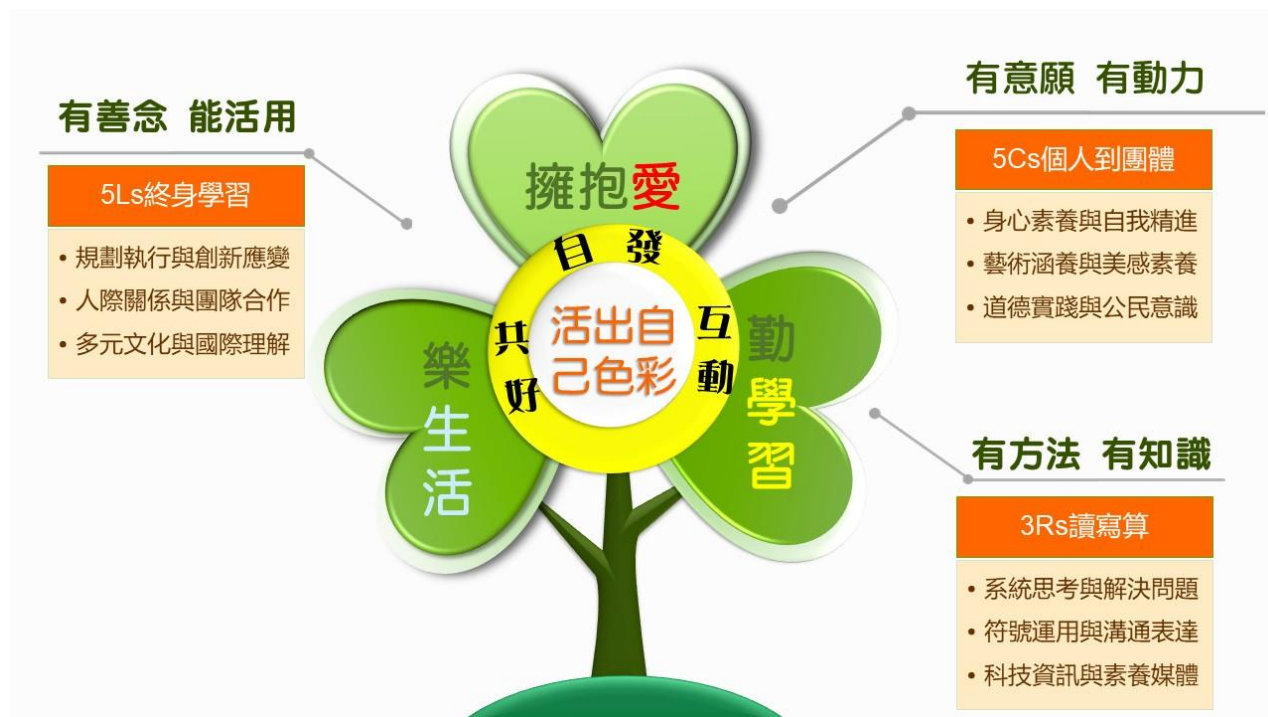 有善念 能活用
5Ls終身學習
• 規劃執行與創新應變
• 人際關係與團隊合作
• 多元文化與國際理解
擁抱愛
自發
互動
共好
活出自
己色彩
樂生活
勤學習
有意願 有動力
5Cs個人到團體
• 身心素養與自我精進
• 藝術涵養與美感素養
• 道德實踐與公民意識
有方法 有知識
3Rs讀寫算
• 系統思考與解決問題
• 符號運用與溝通表達
• 科技資訊與素養媒體